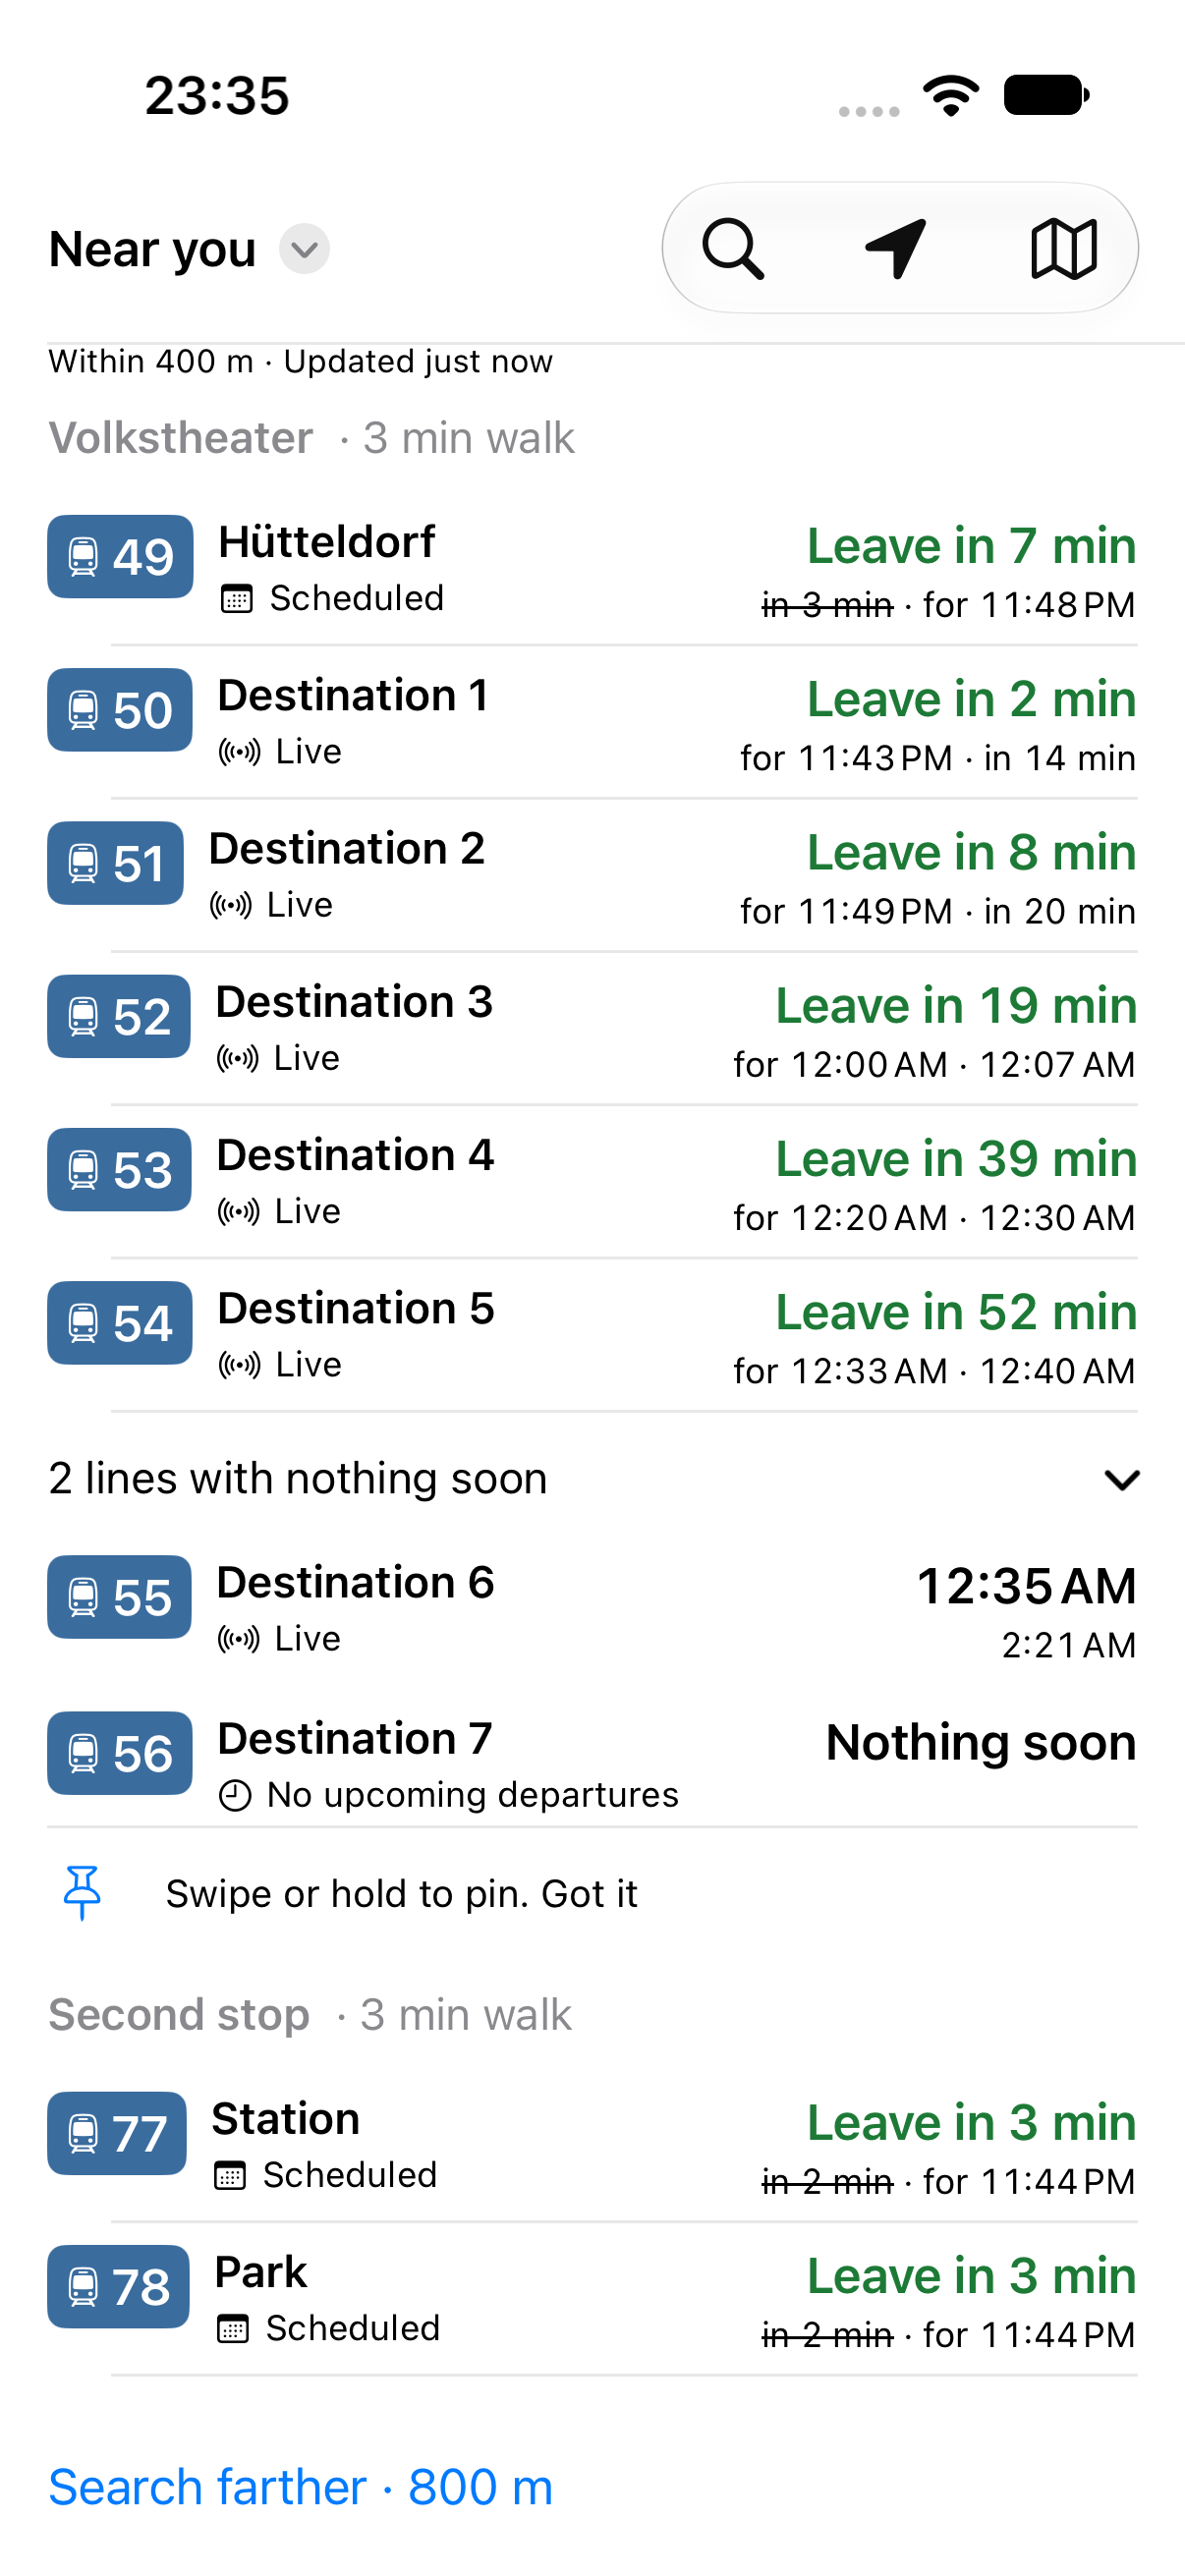 23:35
Near you
Within 400 m · Updated just now
Volkstheater · 3 min walk
49 Hütteldorf Leave in 7 min
Scheduled in 3 min · for 11:48 PM
50 Destination 1 Leave in 2 min
Live for 11:43 PM · in 14 min
51 Destination 2 Leave in 8 min
Live for 11:49 PM · in 20 min
52 Destination 3 Leave in 19 min
Live for 12:00 AM · 12:07 AM
53 Destination 4 Leave in 39 min
Live for 12:20 AM · 12:30 AM
54 Destination 5 Leave in 52 min
Live for 12:33 AM · 12:40 AM
2 lines with nothing soon
55 Destination 6 12:35 AM
Live 2:21 AM
56 Destination 7 Nothing soon
No upcoming departures
Swipe or hold to pin. Got it
Second stop · 3 min walk
77 Station Leave in 3 min
Scheduled in 2 min · for 11:44 PM
78 Park Leave in 3 min
Scheduled in 2 min · for 11:44 PM
Search farther · 800 m